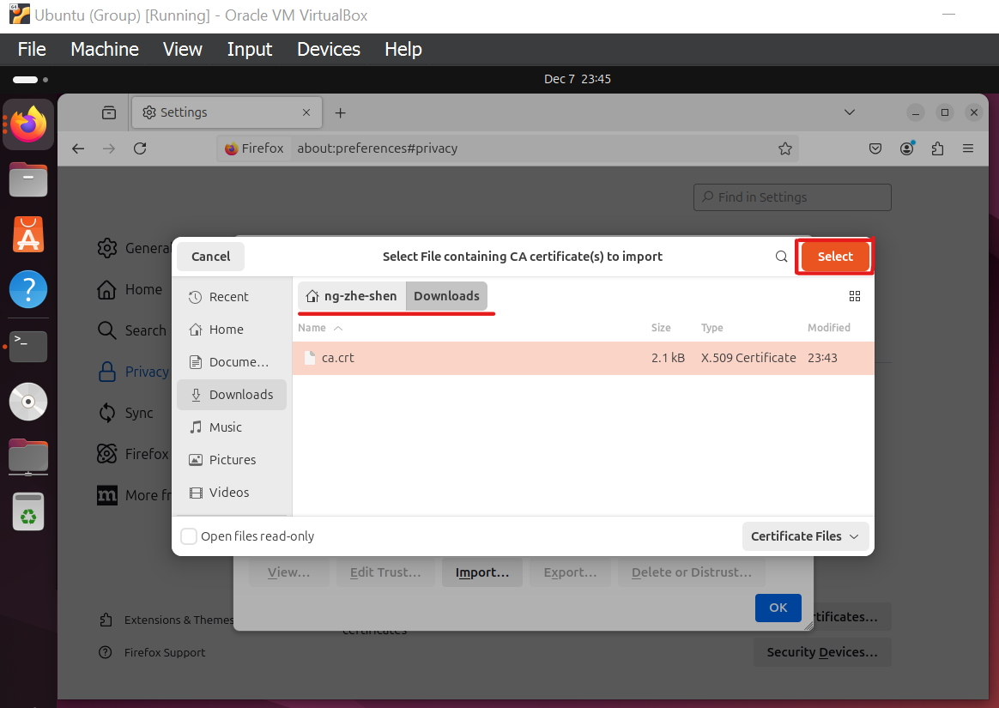 Ubuntu (Group) [Running] - Oracle VM VirtualBox
File Machine View Input Devices Help
Dec 7 23:45
Settings
Firefox about:preferences#privacy
Find in Settings
General
Home
Search
Privacy
Sync
Firefox
More fr
Extensions & Themes
Firefox Support
Cancel
Select File containing CA certificate(s) to import
Select
Recent
Home
Docume…
Downloads
Music
Pictures
Videos
ng-zhe-shen Downloads
Name Size Type Modified
ca.crt 2.1 kB X.509 Certificate 23:43
Open files read-only
Certificate Files
View… Edit Trust… Import… Export… Delete or Distrust…
OK
certificates
tificates…
Security Devices…